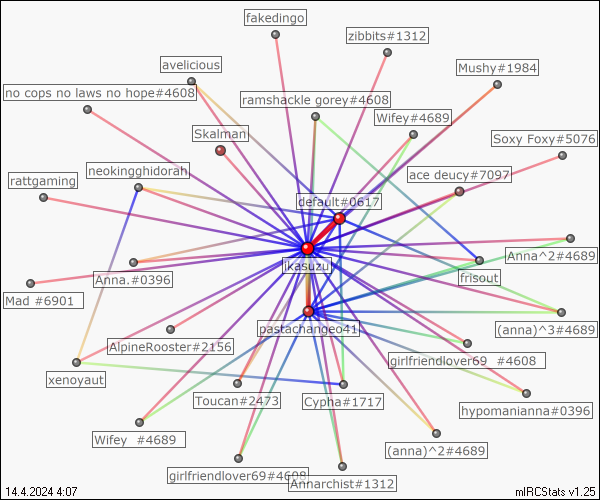 fakedingo
zibbits#1312
avelicious
Mushy#1984
no cops no laws no hope#4608
ramshackle gorey#4608
Wifey#4689
Skalman
Soxy Foxy#5076
neokingghidorah
ace deucy#7097
rattgaming
default#0617
Anna^2#4689
ikasuzu
frisout
Anna.#0396
Mad #6901
(anna)^3#4689
pastachangeo41
AlpineRooster#2156
girlfriendlover69 #4608
xenoyaut
Toucan#2473
Cypha#1717
hypomanianna#0396
Wifey #4689
(anna)^2#4689
girlfriendlover69#4608
Annarchist#1312
14.4.2024 4:07
mIRCStats v1.25